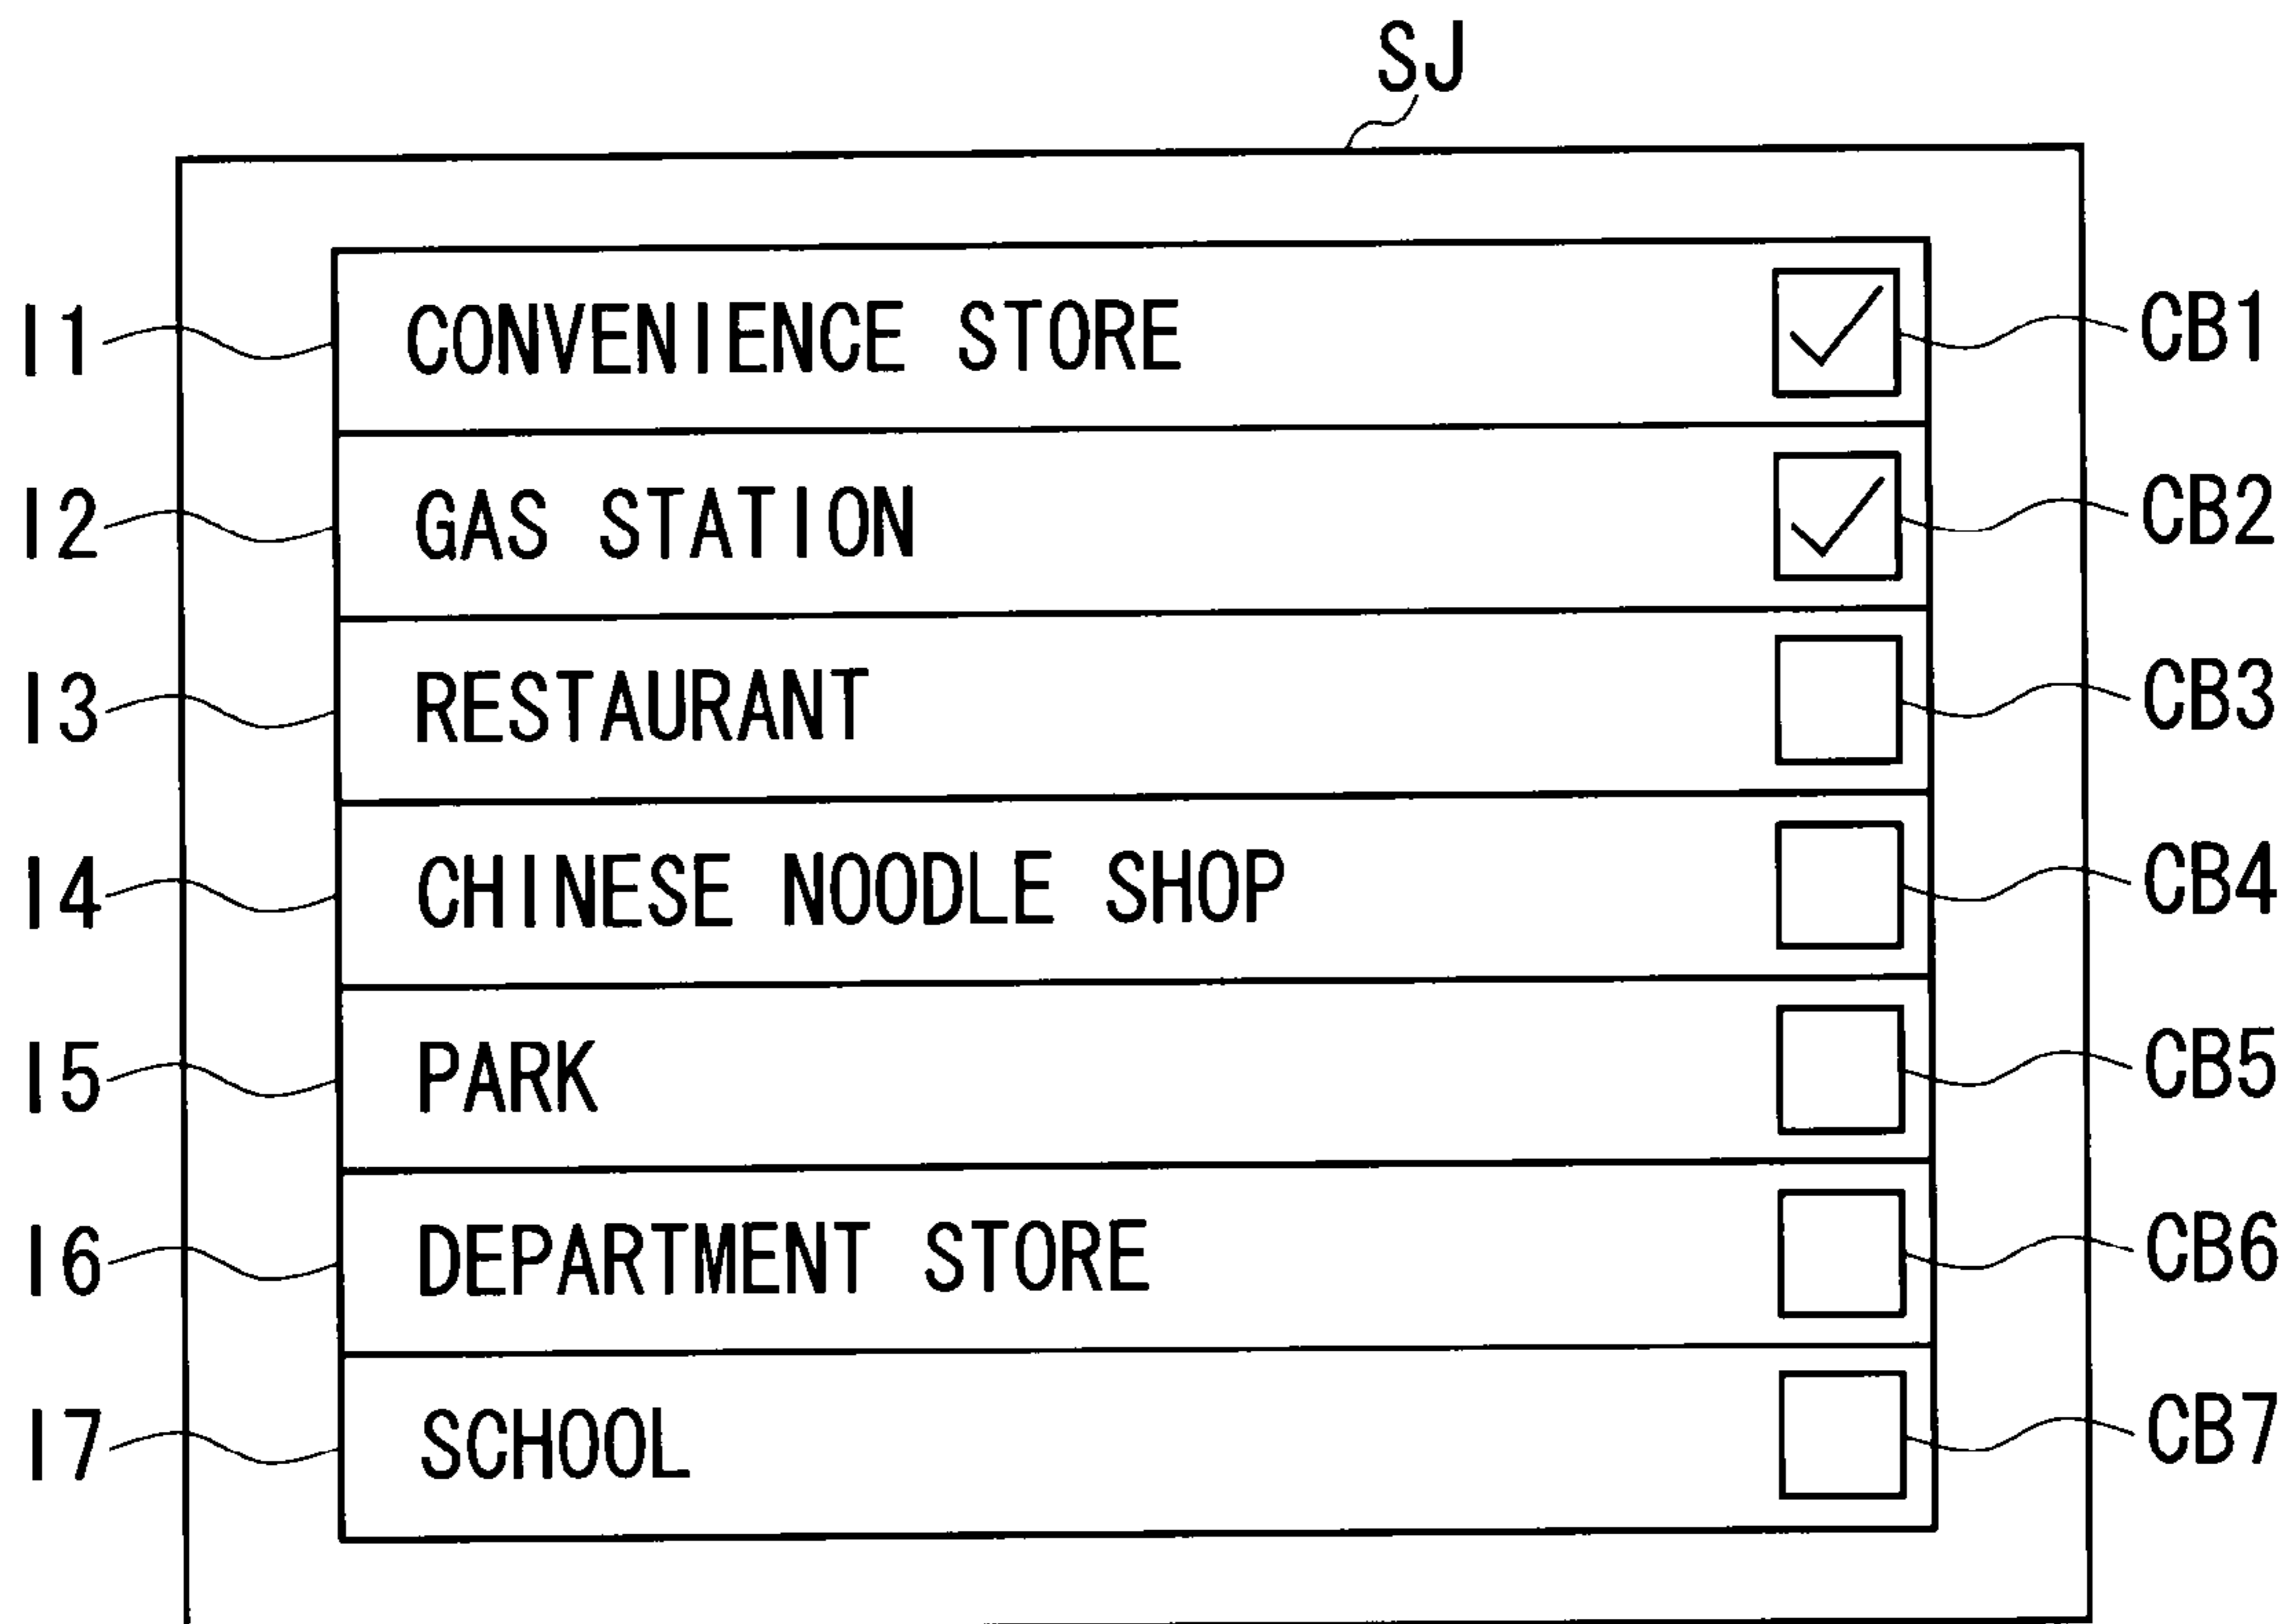 SJ
I1 CONVENIENCE STORE CB1
I2 GAS STATION CB2
I3 RESTAURANT CB3
I4 CHINESE NOODLE SHOP CB4
I5 PARK CB5
I6 DEPARTMENT STORE CB6
I7 SCHOOL CB7